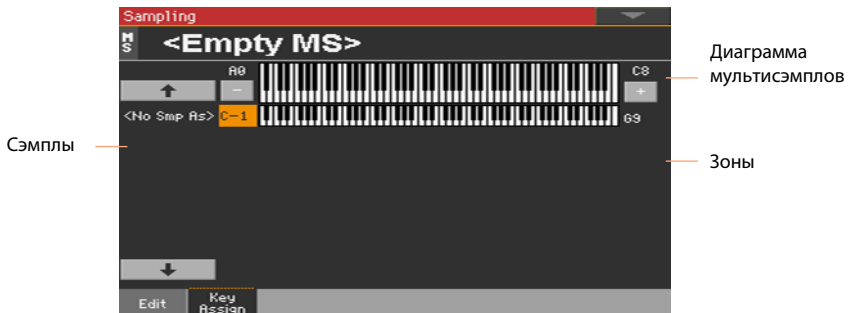 Sampling
MS <Empty MS>
A0 C8
– +
<No Smp As> C-1 G9
Edit
Key
Assign
Сэмплы
Диаграмма
мультисэмплов
Зоны